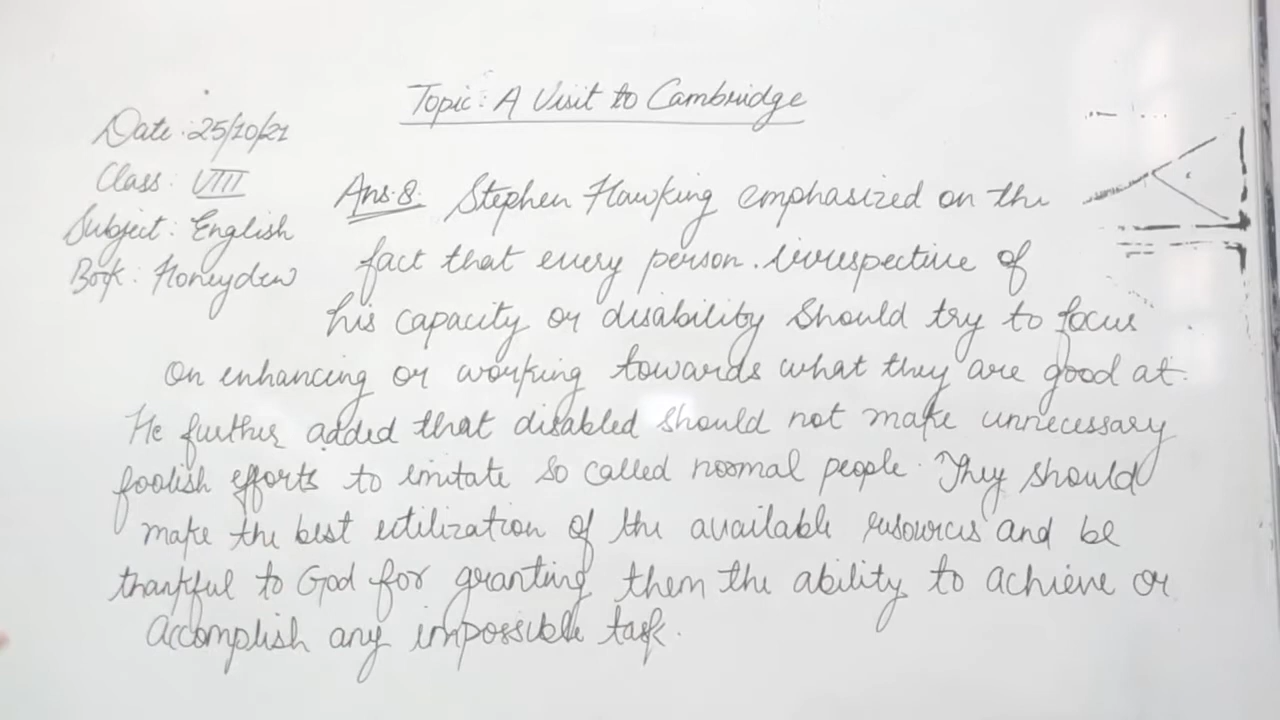 Topic: A Visit to Cambridge
Date: 25/10/21
Class: VIII
Subject: English
Book: Honeydew
Ans.8. Stephen Hawking emphasized on the
fact that every person. irrespective of
his capacity or disability should try to focus
on enhancing or working towards what they are good at.
He further added that disabled should not make unnecessary
foolish efforts to imitate so called normal people. They should
make the best utilization of the available resources and be
thankful to God for granting them the ability to achieve or
accomplish any impossible task.